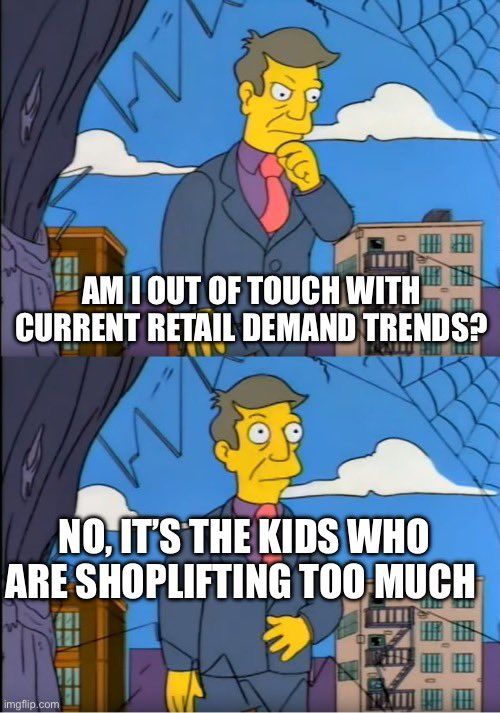 AM I OUT OF TOUCH WITH
CURRENT RETAIL DEMAND TRENDS?
NO, IT’S THE KIDS WHO
ARE SHOPLIFTING TOO MUCH
imgflip.com